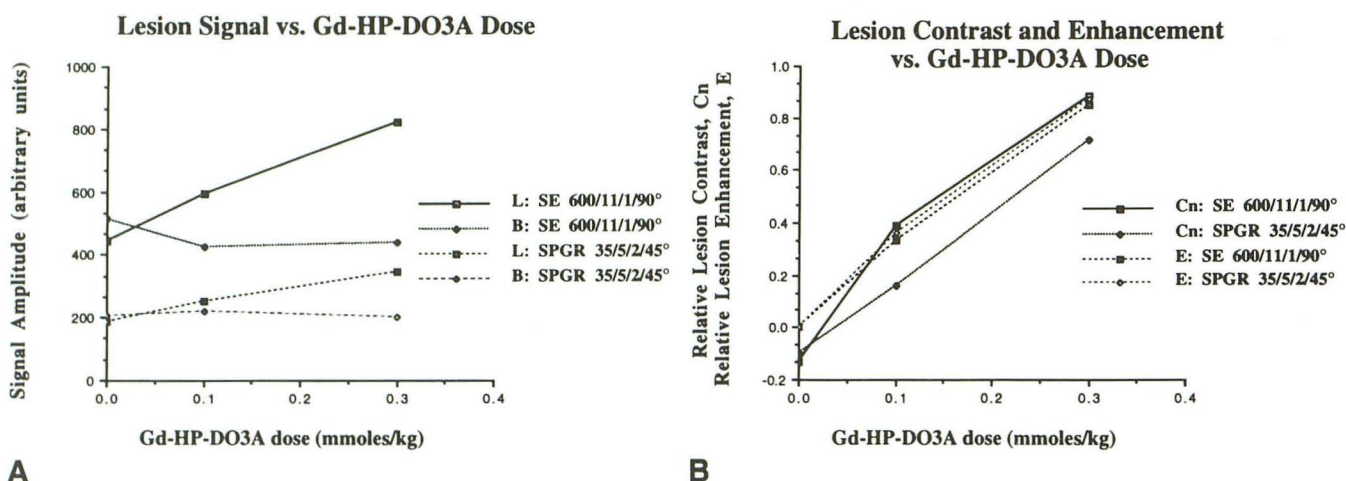 Lesion Signal vs. Gd-HP-DO3A Dose
Signal Amplitude (arbitrary units)
1000
800
600
400
200
0
0.0
0.1
0.2
0.3
0.4
Gd-HP-DO3A dose (mmoles/kg)
L: SE 600/11/1/90°
B: SE 600/11/1/90°
L: SPGR 35/5/2/45°
B: SPGR 35/5/2/45°
A
Lesion Contrast and Enhancement
vs. Gd-HP-DO3A Dose
Relative Lesion Contrast, Cn
Relative Lesion Enhancement, E
1.0
0.8
0.6
0.4
0.2
0.0
-0.2
0.0
0.1
0.2
0.3
0.4
Gd-HP-DO3A dose (mmoles/kg)
Cn: SE 600/11/1/90°
Cn: SPGR 35/5/2/45°
E: SE 600/11/1/90°
E: SPGR 35/5/2/45°
B